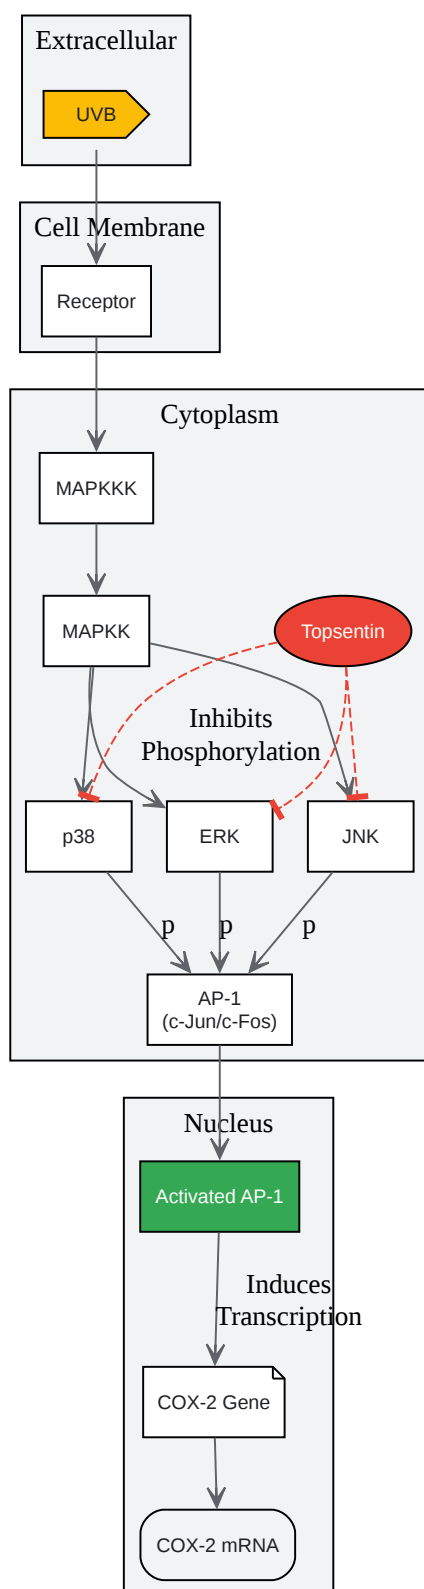 Extracellular
UVB
Cell Membrane
Receptor
Cytoplasm
MAPKKK
MAPKK
Topsentin
Inhibits
Phosphorylation
p38
ERK
JNK
p
p
p
AP-1
(c-Jun/c-Fos)
Nucleus
Activated AP-1
Induces
Transcription
COX-2 Gene
COX-2 mRNA